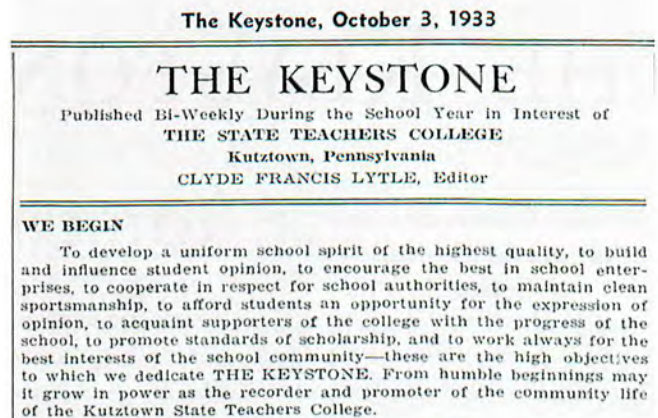 The Keystone, October 3, 1933
THE KEYSTONE
Published Bi-Weekly During the School Year in Interest of
THE STATE TEACHERS COLLEGE
Kutztown, Pennsylvania
CLYDE FRANCIS LYTLE, Editor
WE BEGIN
To develop a uniform school spirit of the highest quality, to build
and influence student opinion, to encourage the best in school enter-
prises, to cooperate in respect for school authorities, to maintain clean
sportsmanship, to afford students an opportunity for the expression of
opinion, to acquaint supporters of the college with the progress of the
school, to promote standards of scholarship, and to work always for the
best interests of the school community—these are the high objectives
to which we dedicate THE KEYSTONE. From humble beginnings may
it grow in power as the recorder and promoter of the community life
of the Kutztown State Teachers College.